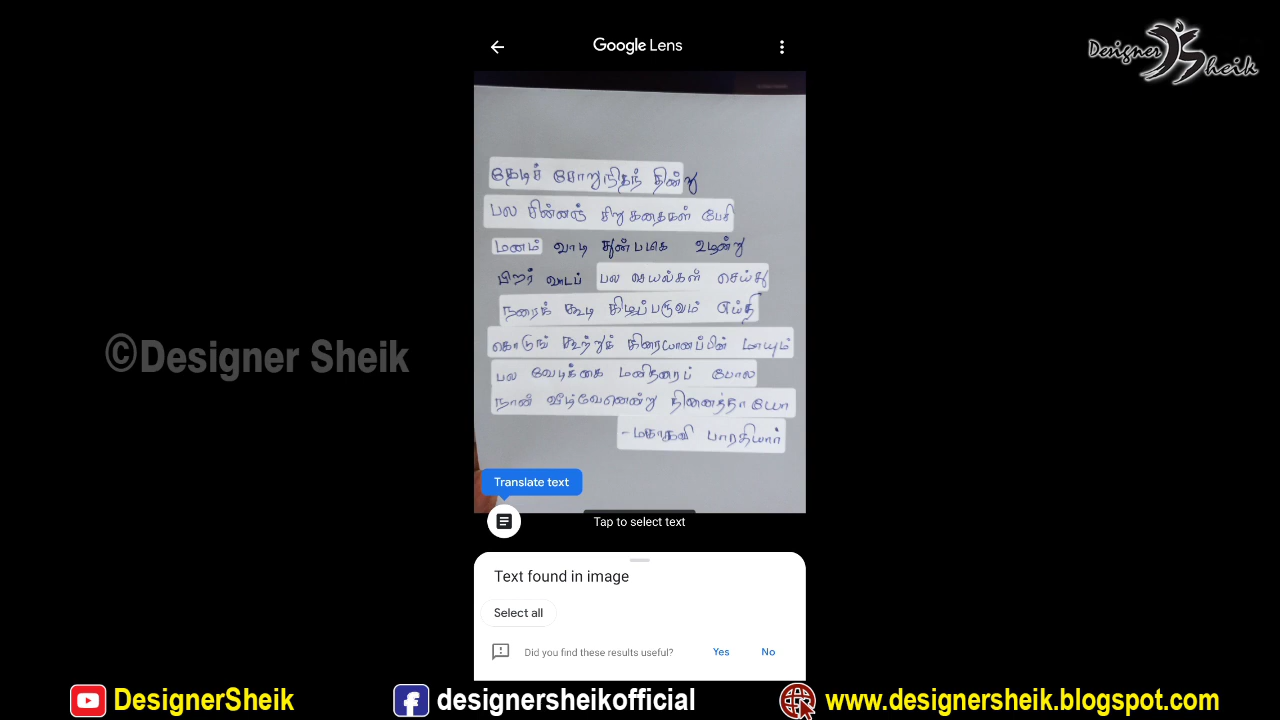 Google Lens
Designer Sheik
தேடிச் சோறுநிதந் தின்று
பல சின்னஞ் சிறு கதைகள் பேசி
மனம் வாடி துன்பமிக உழன்று
பிறர் வாடப் பல செயல்கள் செய்து
நரைக் கூடி கிழப்பருவம் எய்தி
கொடுங் கூற்றுக் கிரையானப்பின் மாயும்
பல வேடிக்கை மனிதரைப் போல
நான் வீழ்வேனென்று நினைத்தாயோ
- மகாகவி பாரதியார்
©Designer Sheik
Translate text
Tap to select text
Text found in image
Select all
Did you find these results useful? Yes No
DesignerSheik designersheikofficial www.designersheik.blogspot.com